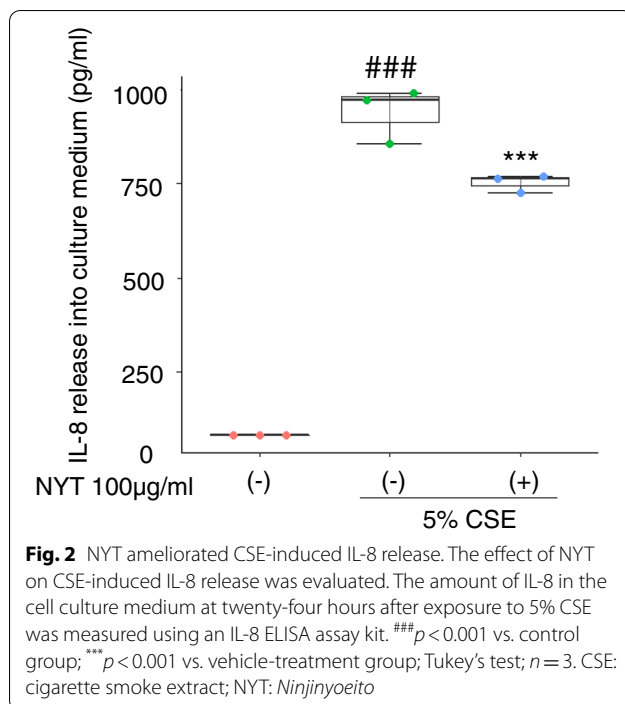 IL-8 release into culture medium (pg/ml)
1000
750
500
250
0
###
***
NYT 100µg/ml (-) (-) (+)
5% CSE
Fig. 2 NYT ameliorated CSE-induced IL-8 release. The effect of NYT
on CSE-induced IL-8 release was evaluated. The amount of IL-8 in the
cell culture medium at twenty-four hours after exposure to 5% CSE
was measured using an IL-8 ELISA assay kit. ###p < 0.001 vs. control
group; ***p < 0.001 vs. vehicle-treatment group; Tukey’s test; n = 3. CSE:
cigarette smoke extract; NYT: Ninjinyoeito